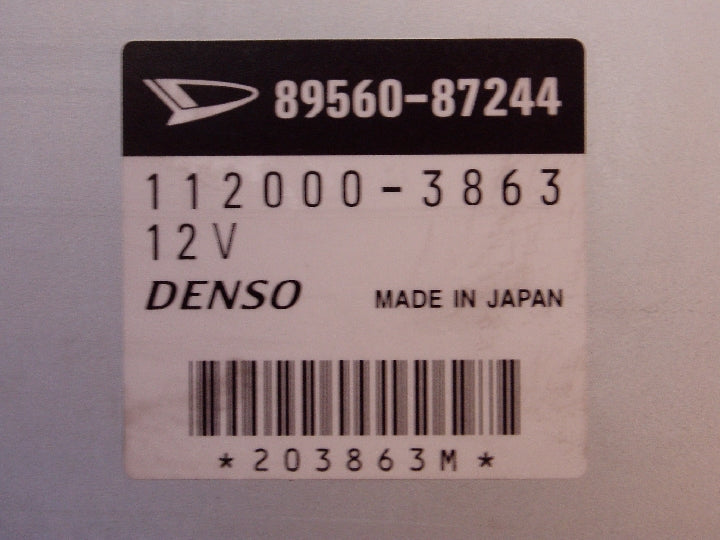 89560-87244
112000-3863
12V
DENSO MADE IN JAPAN
*203863M*